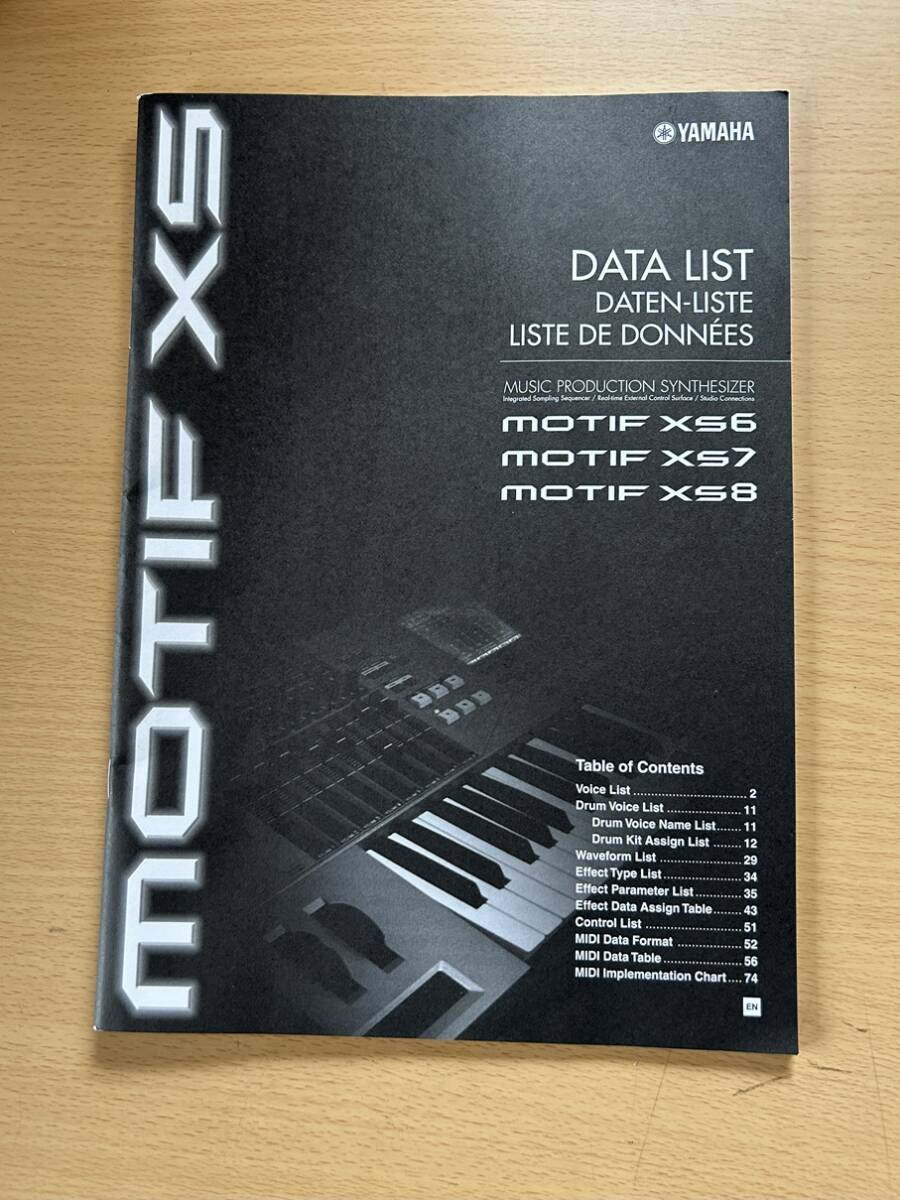 MOTIF XS
YAMAHA
DATA LIST
DATEN-LISTE
LISTE DE DONNÉES
MUSIC PRODUCTION SYNTHESIZER
Integrated Sampling Sequencer / Real-time External Control Surface / Studio Connections
MOTIF XS6
MOTIF XS7
MOTIF XS8
Table of Contents
Voice List ................................ 2
Drum Voice List ..................... 11
Drum Voice Name List....... 11
Drum Kit Assign List ........ 12
Waveform List ....................... 29
Effect Type List ...................... 34
Effect Parameter List............. 35
Effect Data Assign Table....... 43
Control List ........................... 51
MIDI Data Format .................. 52
MIDI Data Table ..................... 56
MIDI Implementation Chart.... 74
EN